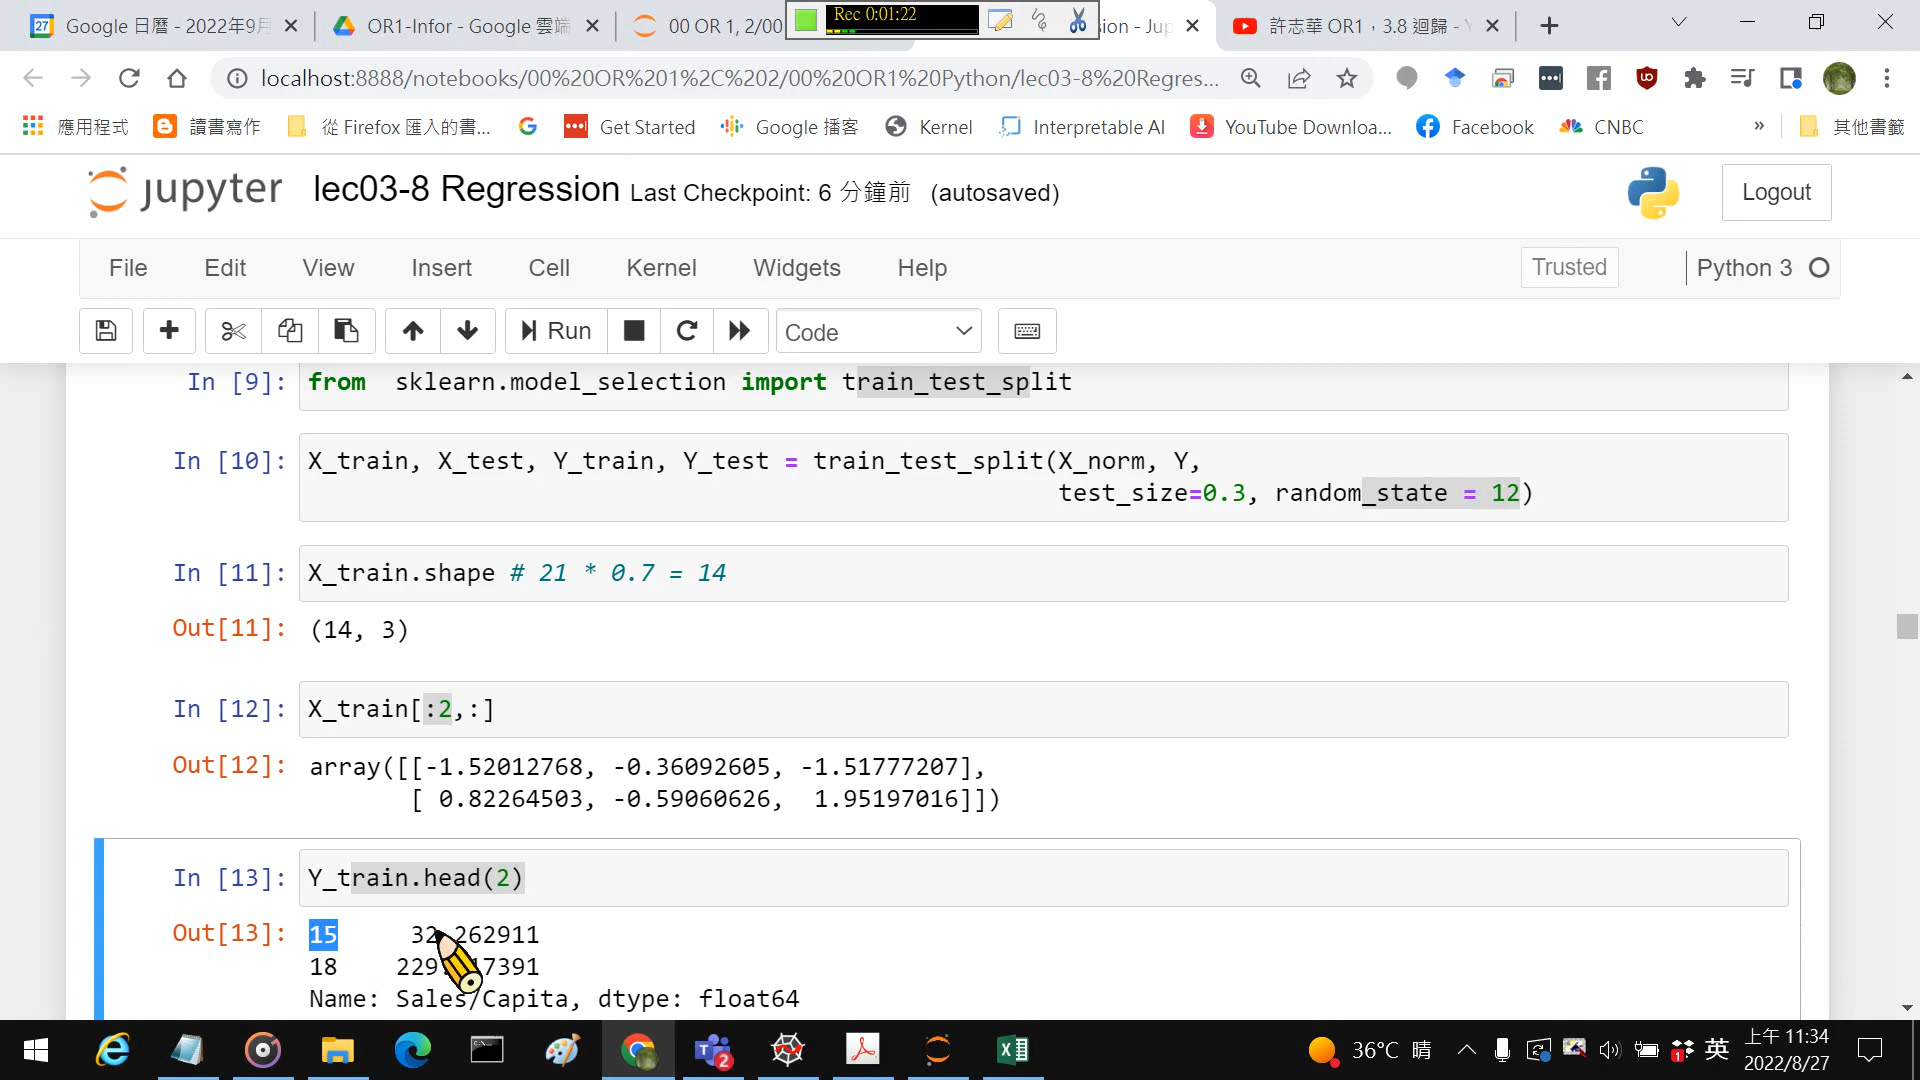 Google 日曆 - 2022年9月
OR1-Infor - Google 雲端
00 OR 1, 2/00
Rec 0:01:22
sion - Jup
許志華 OR1，3.8 迴歸 - Y
localhost:8888/notebooks/00%20OR%201%2C%202/00%20OR1%20Python/lec03-8%20Regres...
應用程式
讀書寫作
從 Firefox 匯入的書...
Get Started
Google 播客
Kernel
Interpretable AI
YouTube Downloa...
Facebook
CNBC
»
其他書籤
jupyter lec03-8 Regression Last Checkpoint: 6 分鐘前 (autosaved)
Logout
File Edit View Insert Cell Kernel Widgets Help
Trusted
Python 3
Run
Code
In [9]: from sklearn.model_selection import train_test_split
In [10]: X_train, X_test, Y_train, Y_test = train_test_split(X_norm, Y,
test_size=0.3, random_state = 12)
In [11]: X_train.shape # 21 * 0.7 = 14
Out[11]: (14, 3)
In [12]: X_train[:2,:]
Out[12]: array([[-1.52012768, -0.36092605, -1.51777207],
[ 0.82264503, -0.59060626, 1.95197016]])
In [13]: Y_train.head(2)
Out[13]: 15 32.262911
18 229. 17391
Name: Sales/Capita, dtype: float64
36°C 晴
英
上午 11:34
2022/8/27